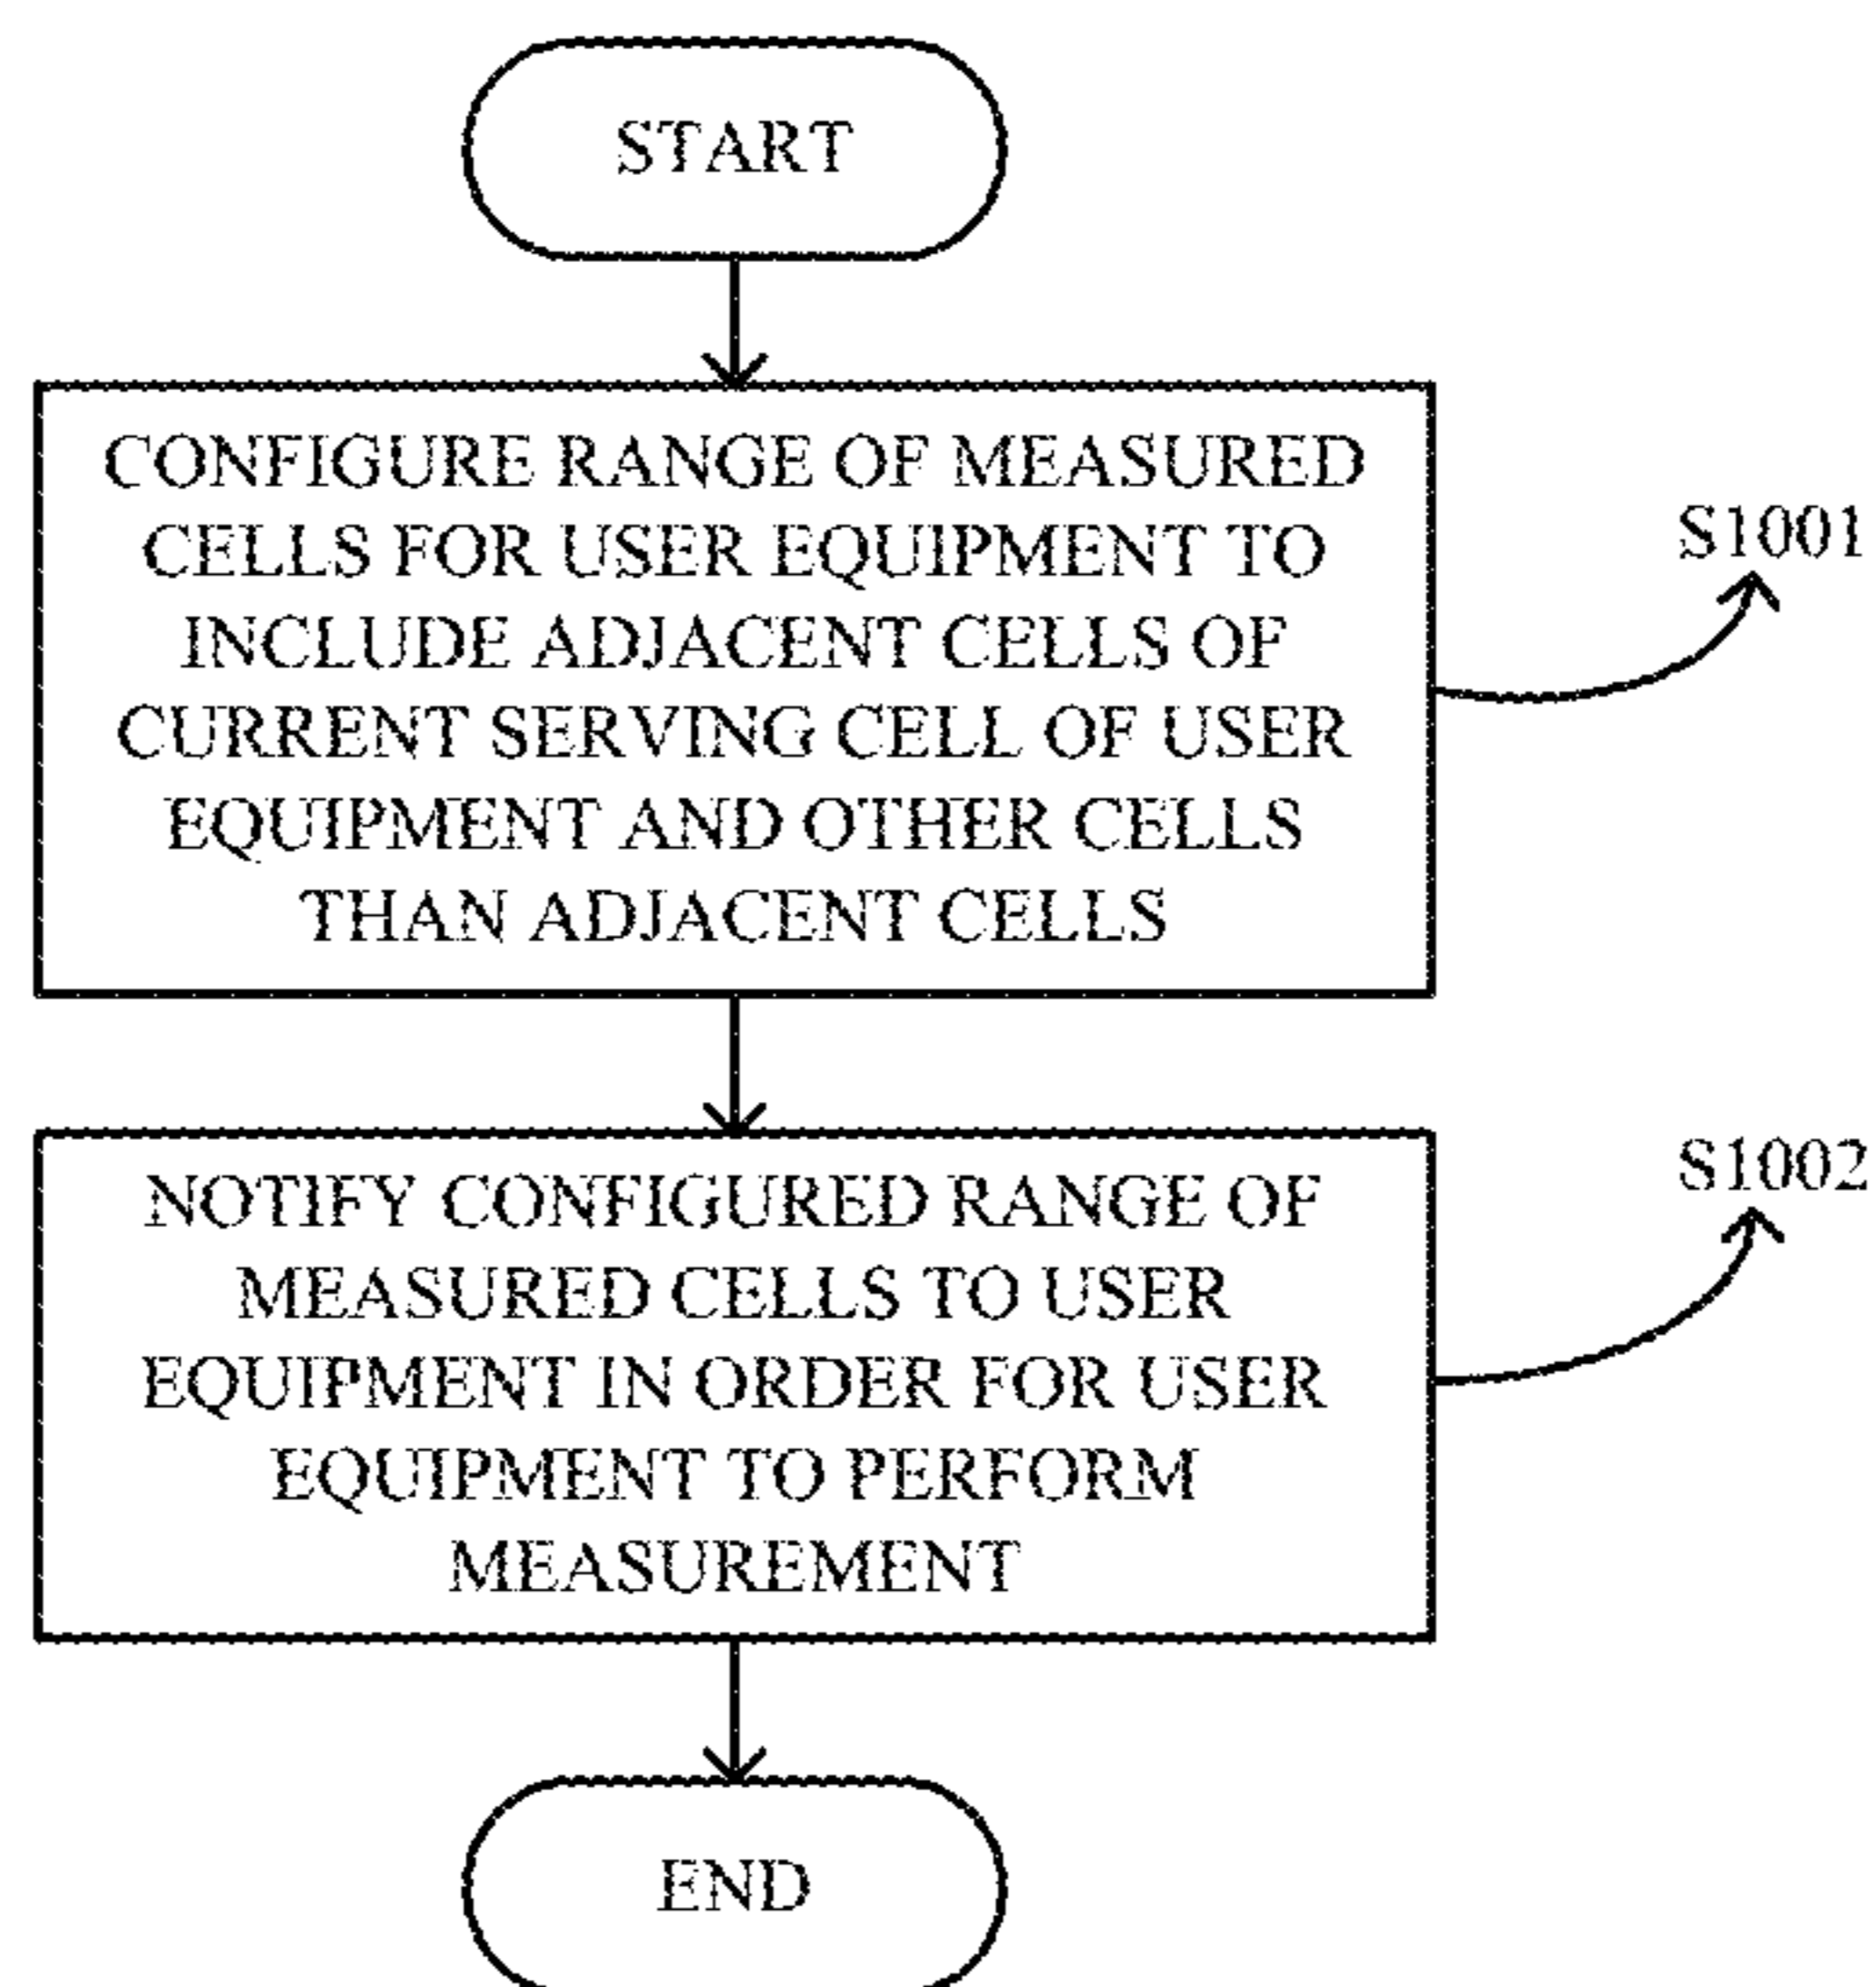 START
CONFIGURE RANGE OF MEASURED
CELLS FOR USER EQUIPMENT TO
INCLUDE ADJACENT CELLS OF
CURRENT SERVING CELL OF USER
EQUIPMENT AND OTHER CELLS
THAN ADJACENT CELLS
S1001
NOTIFY CONFIGURED RANGE OF
MEASURED CELLS TO USER
EQUIPMENT IN ORDER FOR USER
EQUIPMENT TO PERFORM
MEASUREMENT
S1002
END